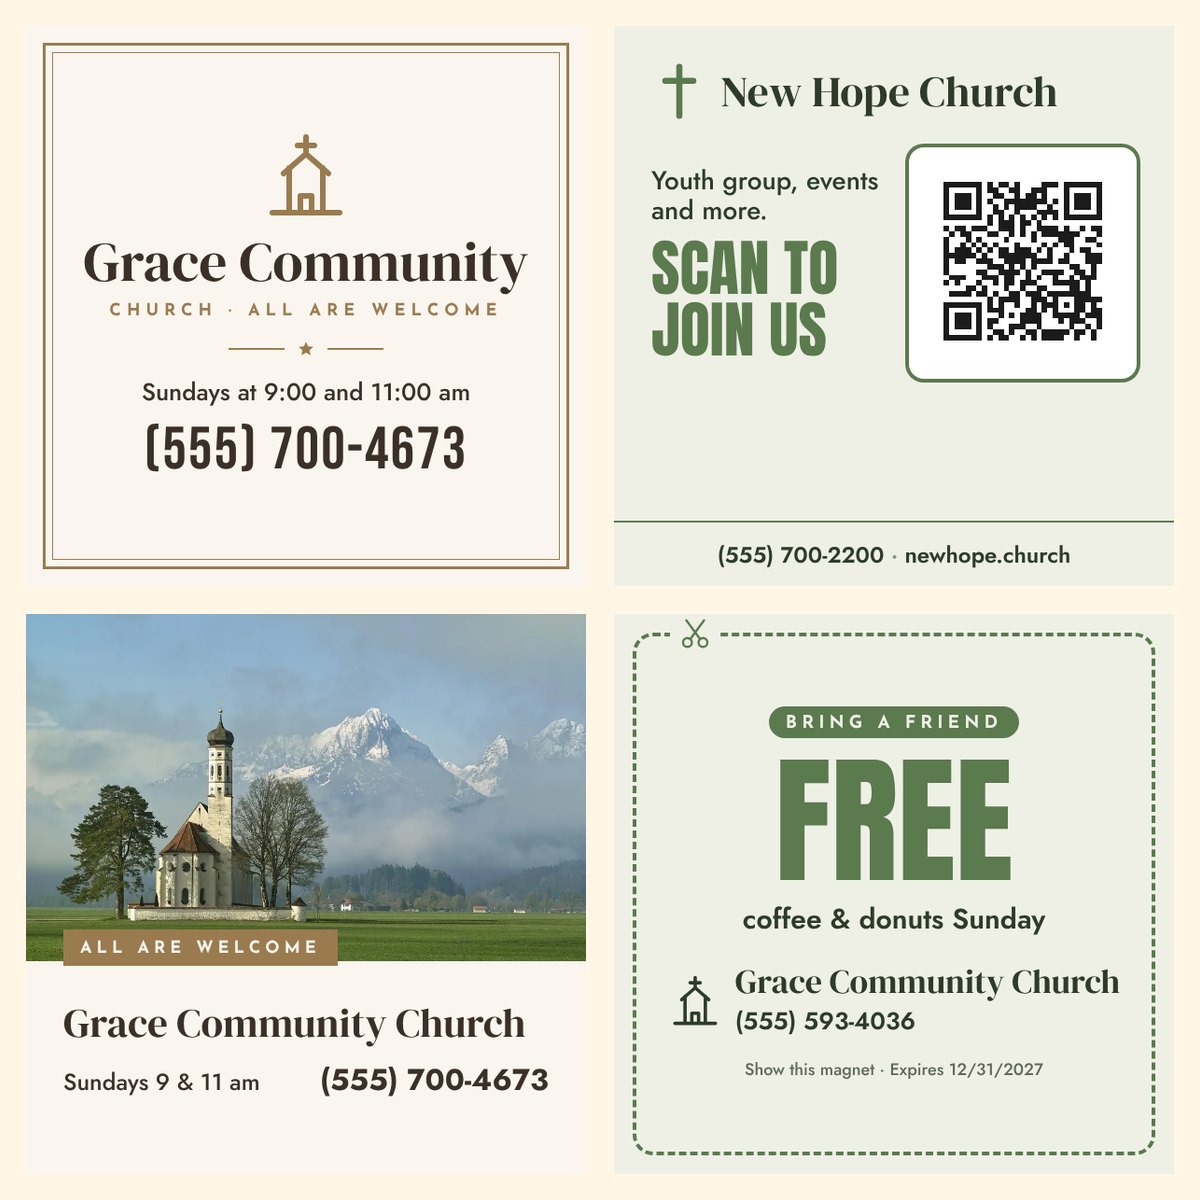 Grace Community
CHURCH · ALL ARE WELCOME
Sundays at 9:00 and 11:00 am
(555) 700-4673
New Hope Church
Youth group, events
and more.
SCAN TO
JOIN US
(555) 700-2200 · newhope.church
ALL ARE WELCOME
Grace Community Church
Sundays 9 & 11 am
(555) 700-4673
BRING A FRIEND
FREE
coffee & donuts Sunday
Grace Community Church
(555) 593-4036
Show this magnet · Expires 12/31/2027